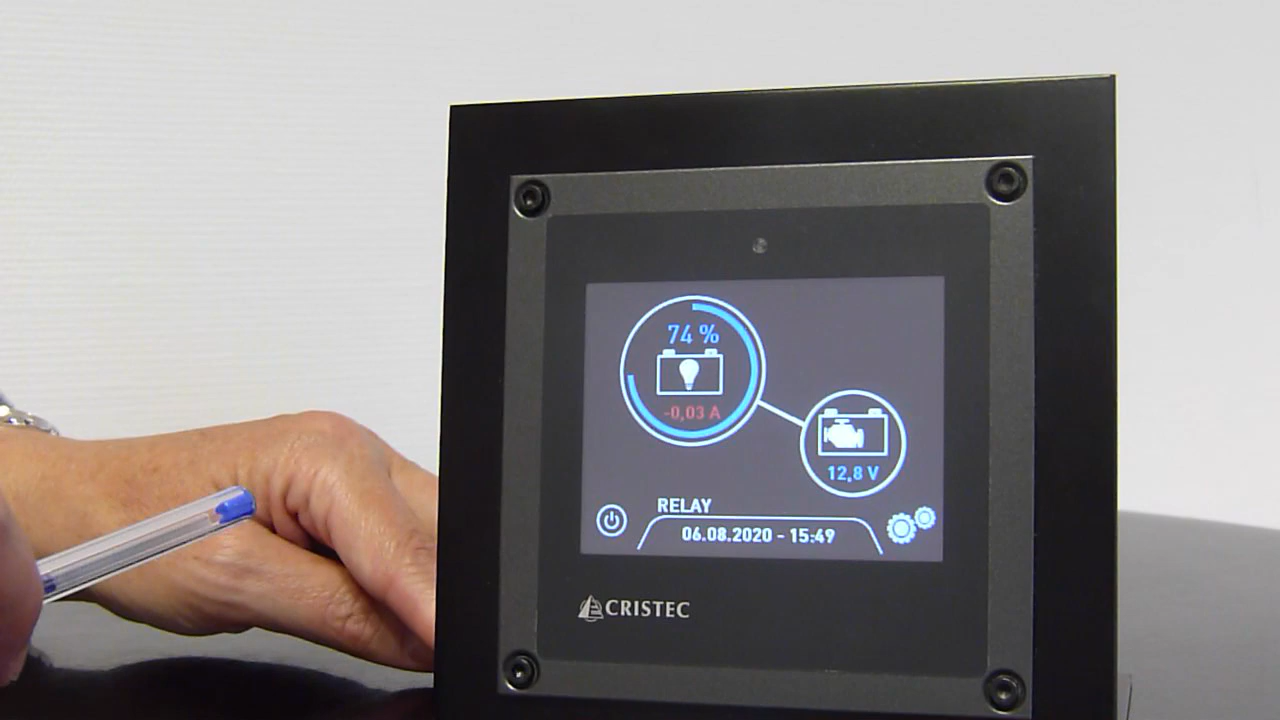 74 %
-0,03 A
12,8 V
RELAY
06.08.2020 - 15:49
CRISTEC